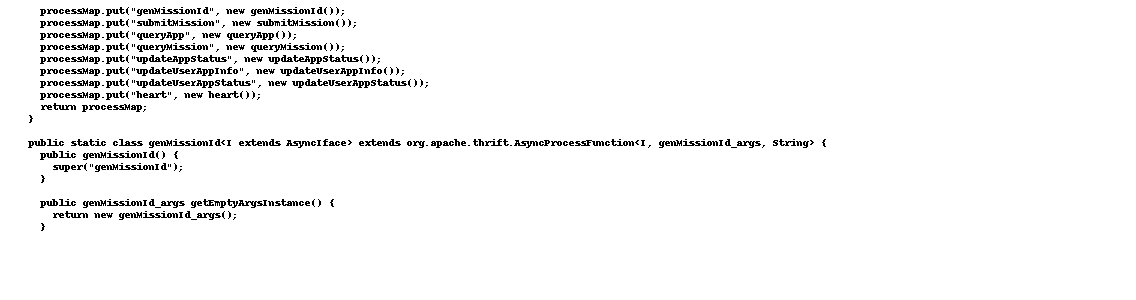 processMap.put("genMissionId", new genMissionId());
processMap.put("submitMission", new submitMission());
processMap.put("queryApp", new queryApp());
processMap.put("queryMission", new queryMission());
processMap.put("updateAppStatus", new updateAppStatus());
processMap.put("updateUserAppInfo", new updateUserAppInfo());
processMap.put("updateUserAppStatus", new updateUserAppStatus());
processMap.put("heart", new heart());
return processMap;
}
public static class genMissionId<I extends AsyncIface> extends org.apache.thrift.AsyncProcessFunction<I, genMissionId_args, String> {
public genMissionId() {
super("genMissionId");
}
public genMissionId_args getEmptyArgsInstance() {
return new genMissionId_args();
}